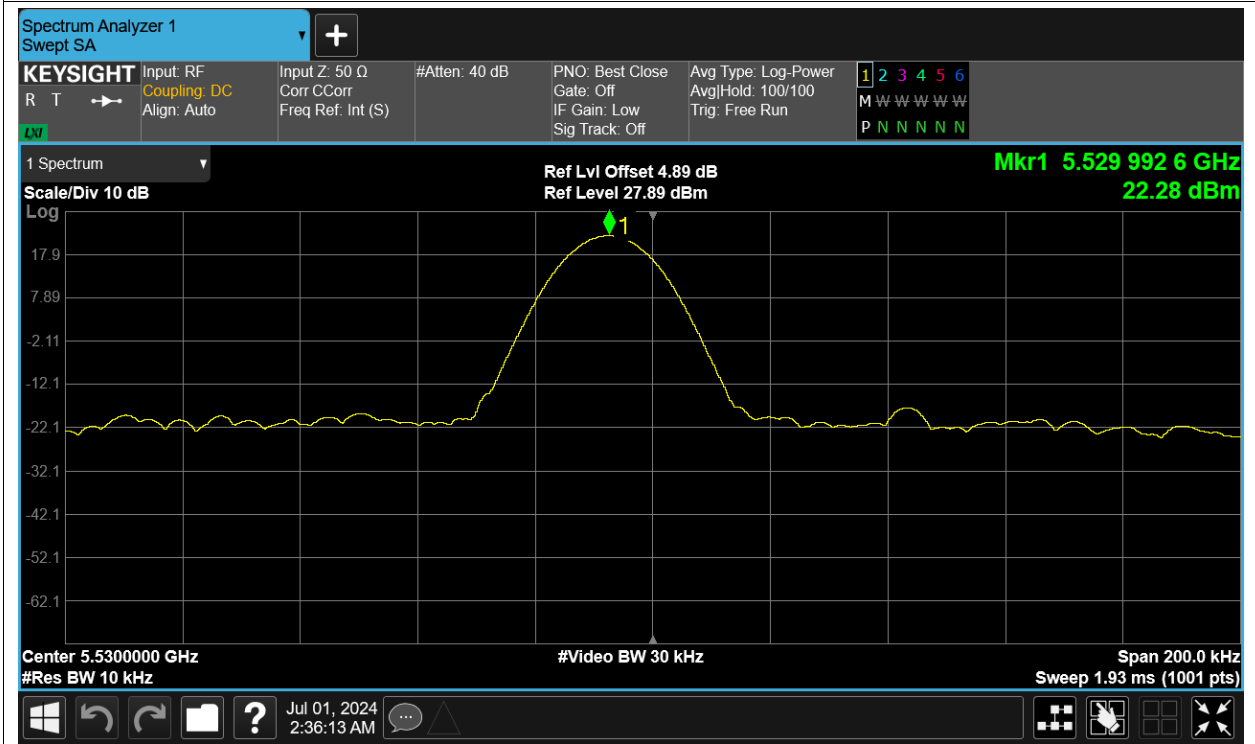 Spectrum Analyzer 1
Swept SA
KEYSIGHT
R T
LXI
Input: RF
Coupling: DC
Align: Auto
Input Z: 50 Ω
Corr CCorr
Freq Ref: Int (S)
#Atten: 40 dB
PNO: Best Close
Gate: Off
IF Gain: Low
Sig Track: Off
Avg Type: Log-Power
Avg|Hold: 100/100
Trig: Free Run
1 2 3 4 5 6
M W W W W W
P N N N N N
1 Spectrum
Scale/Div 10 dB
Log
Ref Lvl Offset 4.89 dB
Ref Level 27.89 dBm
Mkr1 5.529 992 6 GHz
22.28 dBm
1
17.9
7.89
-2.11
-12.1
-22.1
-32.1
-42.1
-52.1
-62.1
Center 5.5300000 GHz
#Res BW 10 kHz
#Video BW 30 kHz
Span 200.0 kHz
Sweep 1.93 ms (1001 pts)
?
Jul 01, 2024
2:36:13 AM